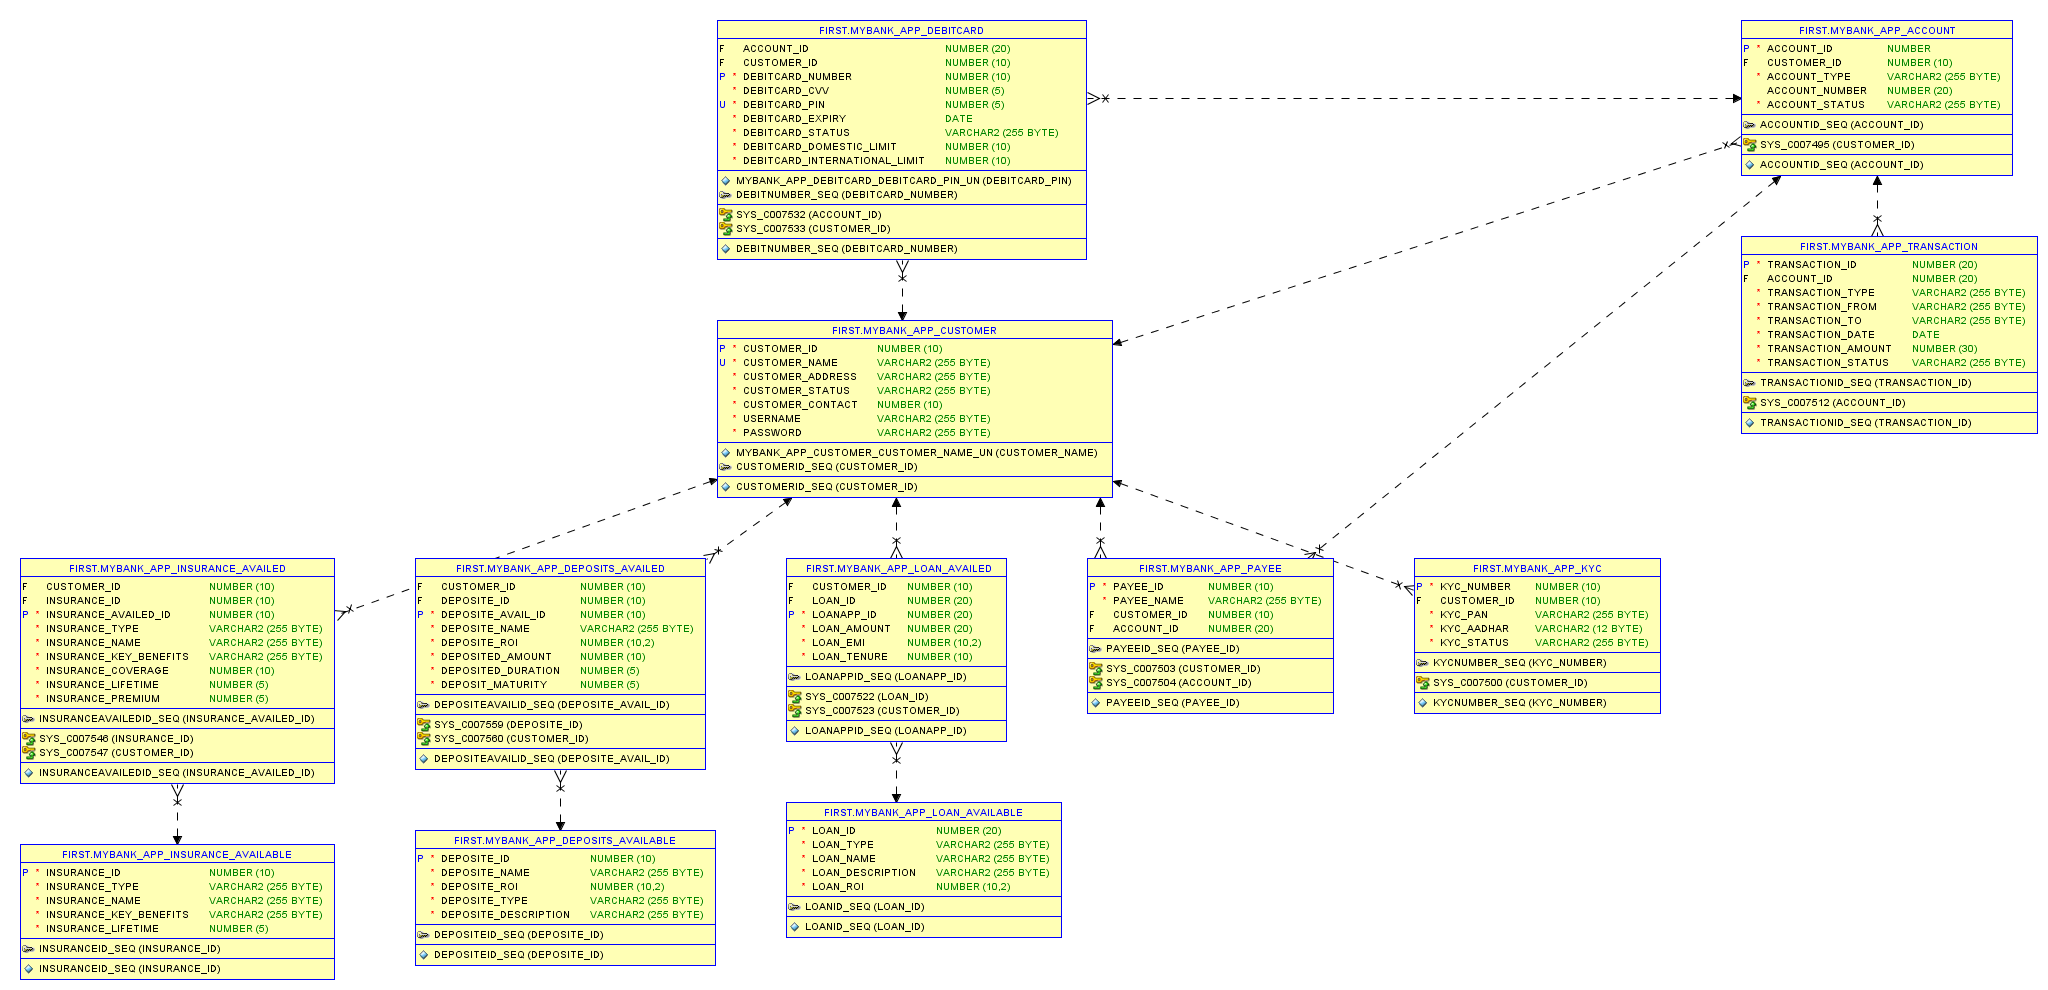 FIRST.MYBANK_APP_DEBITCARD
F ACCOUNT_ID NUMBER (20)
F CUSTOMER_ID NUMBER (10)
P * DEBITCARD_NUMBER NUMBER (10)
* DEBITCARD_CVV NUMBER (5)
U * DEBITCARD_PIN NUMBER (5)
* DEBITCARD_EXPIRY DATE
* DEBITCARD_STATUS VARCHAR2 (255 BYTE)
* DEBITCARD_DOMESTIC_LIMIT NUMBER (10)
* DEBITCARD_INTERNATIONAL_LIMIT NUMBER (10)
MYBANK_APP_DEBITCARD_DEBITCARD_PIN_UN (DEBITCARD_PIN)
DEBITNUMBER_SEQ (DEBITCARD_NUMBER)
SYS_C007532 (ACCOUNT_ID)
SYS_C007533 (CUSTOMER_ID)
DEBITNUMBER_SEQ (DEBITCARD_NUMBER)
FIRST.MYBANK_APP_ACCOUNT
P * ACCOUNT_ID NUMBER
F CUSTOMER_ID NUMBER (10)
* ACCOUNT_TYPE VARCHAR2 (255 BYTE)
ACCOUNT_NUMBER NUMBER (20)
* ACCOUNT_STATUS VARCHAR2 (255 BYTE)
ACCOUNTID_SEQ (ACCOUNT_ID)
SYS_C007495 (CUSTOMER_ID)
ACCOUNTID_SEQ (ACCOUNT_ID)
FIRST.MYBANK_APP_TRANSACTION
P * TRANSACTION_ID NUMBER (20)
F ACCOUNT_ID NUMBER (20)
* TRANSACTION_TYPE VARCHAR2 (255 BYTE)
* TRANSACTION_FROM VARCHAR2 (255 BYTE)
* TRANSACTION_TO VARCHAR2 (255 BYTE)
* TRANSACTION_DATE DATE
* TRANSACTION_AMOUNT NUMBER (30)
* TRANSACTION_STATUS VARCHAR2 (255 BYTE)
TRANSACTIONID_SEQ (TRANSACTION_ID)
SYS_C007512 (ACCOUNT_ID)
TRANSACTIONID_SEQ (TRANSACTION_ID)
FIRST.MYBANK_APP_CUSTOMER
P * CUSTOMER_ID NUMBER (10)
U * CUSTOMER_NAME VARCHAR2 (255 BYTE)
* CUSTOMER_ADDRESS VARCHAR2 (255 BYTE)
* CUSTOMER_STATUS VARCHAR2 (255 BYTE)
* CUSTOMER_CONTACT NUMBER (10)
* USERNAME VARCHAR2 (255 BYTE)
* PASSWORD VARCHAR2 (255 BYTE)
MYBANK_APP_CUSTOMER_CUSTOMER_NAME_UN (CUSTOMER_NAME)
CUSTOMERID_SEQ (CUSTOMER_ID)
CUSTOMERID_SEQ (CUSTOMER_ID)
FIRST.MYBANK_APP_INSURANCE_AVAILED
F CUSTOMER_ID NUMBER (10)
F INSURANCE_ID NUMBER (10)
P * INSURANCE_AVAILED_ID NUMBER (10)
* INSURANCE_TYPE VARCHAR2 (255 BYTE)
* INSURANCE_NAME VARCHAR2 (255 BYTE)
* INSURANCE_KEY_BENEFITS VARCHAR2 (255 BYTE)
* INSURANCE_COVERAGE NUMBER (10)
* INSURANCE_LIFETIME NUMBER (5)
* INSURANCE_PREMIUM NUMBER (5)
INSURANCEAVAILEDID_SEQ (INSURANCE_AVAILED_ID)
SYS_C007546 (INSURANCE_ID)
SYS_C007547 (CUSTOMER_ID)
INSURANCEAVAILEDID_SEQ (INSURANCE_AVAILED_ID)
FIRST.MYBANK_APP_DEPOSITS_AVAILED
F CUSTOMER_ID NUMBER (10)
F DEPOSITE_ID NUMBER (10)
P * DEPOSITE_AVAIL_ID NUMBER (10)
* DEPOSITE_NAME VARCHAR2 (255 BYTE)
* DEPOSITE_ROI NUMBER (10,2)
* DEPOSITED_AMOUNT NUMBER (10)
* DEPOSITED_DURATION NUMBER (5)
* DEPOSIT_MATURITY NUMBER (5)
DEPOSITEAVAILID_SEQ (DEPOSITE_AVAIL_ID)
SYS_C007559 (DEPOSITE_ID)
SYS_C007560 (CUSTOMER_ID)
DEPOSITEAVAILID_SEQ (DEPOSITE_AVAIL_ID)
FIRST.MYBANK_APP_LOAN_AVAILED
F CUSTOMER_ID NUMBER (10)
F LOAN_ID NUMBER (20)
P * LOANAPP_ID NUMBER (20)
* LOAN_AMOUNT NUMBER (20)
* LOAN_EMI NUMBER (10,2)
* LOAN_TENURE NUMBER (10)
LOANAPPID_SEQ (LOANAPP_ID)
SYS_C007522 (LOAN_ID)
SYS_C007523 (CUSTOMER_ID)
LOANAPPID_SEQ (LOANAPP_ID)
FIRST.MYBANK_APP_PAYEE
P * PAYEE_ID NUMBER (10)
* PAYEE_NAME VARCHAR2 (255 BYTE)
F CUSTOMER_ID NUMBER (10)
F ACCOUNT_ID NUMBER (20)
PAYEEID_SEQ (PAYEE_ID)
SYS_C007503 (CUSTOMER_ID)
SYS_C007504 (ACCOUNT_ID)
PAYEEID_SEQ (PAYEE_ID)
FIRST.MYBANK_APP_KYC
P * KYC_NUMBER NUMBER (10)
F CUSTOMER_ID NUMBER (10)
* KYC_PAN VARCHAR2 (255 BYTE)
* KYC_AADHAR VARCHAR2 (12 BYTE)
* KYC_STATUS VARCHAR2 (255 BYTE)
KYCNUMBER_SEQ (KYC_NUMBER)
SYS_C007500 (CUSTOMER_ID)
KYCNUMBER_SEQ (KYC_NUMBER)
FIRST.MYBANK_APP_INSURANCE_AVAILABLE
P * INSURANCE_ID NUMBER (10)
* INSURANCE_TYPE VARCHAR2 (255 BYTE)
* INSURANCE_NAME VARCHAR2 (255 BYTE)
* INSURANCE_KEY_BENEFITS VARCHAR2 (255 BYTE)
* INSURANCE_LIFETIME NUMBER (5)
INSURANCEID_SEQ (INSURANCE_ID)
INSURANCEID_SEQ (INSURANCE_ID)
FIRST.MYBANK_APP_DEPOSITS_AVAILABLE
P * DEPOSITE_ID NUMBER (10)
* DEPOSITE_NAME VARCHAR2 (255 BYTE)
* DEPOSITE_ROI NUMBER (10,2)
* DEPOSITE_TYPE VARCHAR2 (255 BYTE)
* DEPOSITE_DESCRIPTION VARCHAR2 (255 BYTE)
DEPOSITEID_SEQ (DEPOSITE_ID)
DEPOSITEID_SEQ (DEPOSITE_ID)
FIRST.MYBANK_APP_LOAN_AVAILABLE
P * LOAN_ID NUMBER (20)
* LOAN_TYPE VARCHAR2 (255 BYTE)
* LOAN_NAME VARCHAR2 (255 BYTE)
* LOAN_DESCRIPTION VARCHAR2 (255 BYTE)
* LOAN_ROI NUMBER (10,2)
LOANID_SEQ (LOAN_ID)
LOANID_SEQ (LOAN_ID)